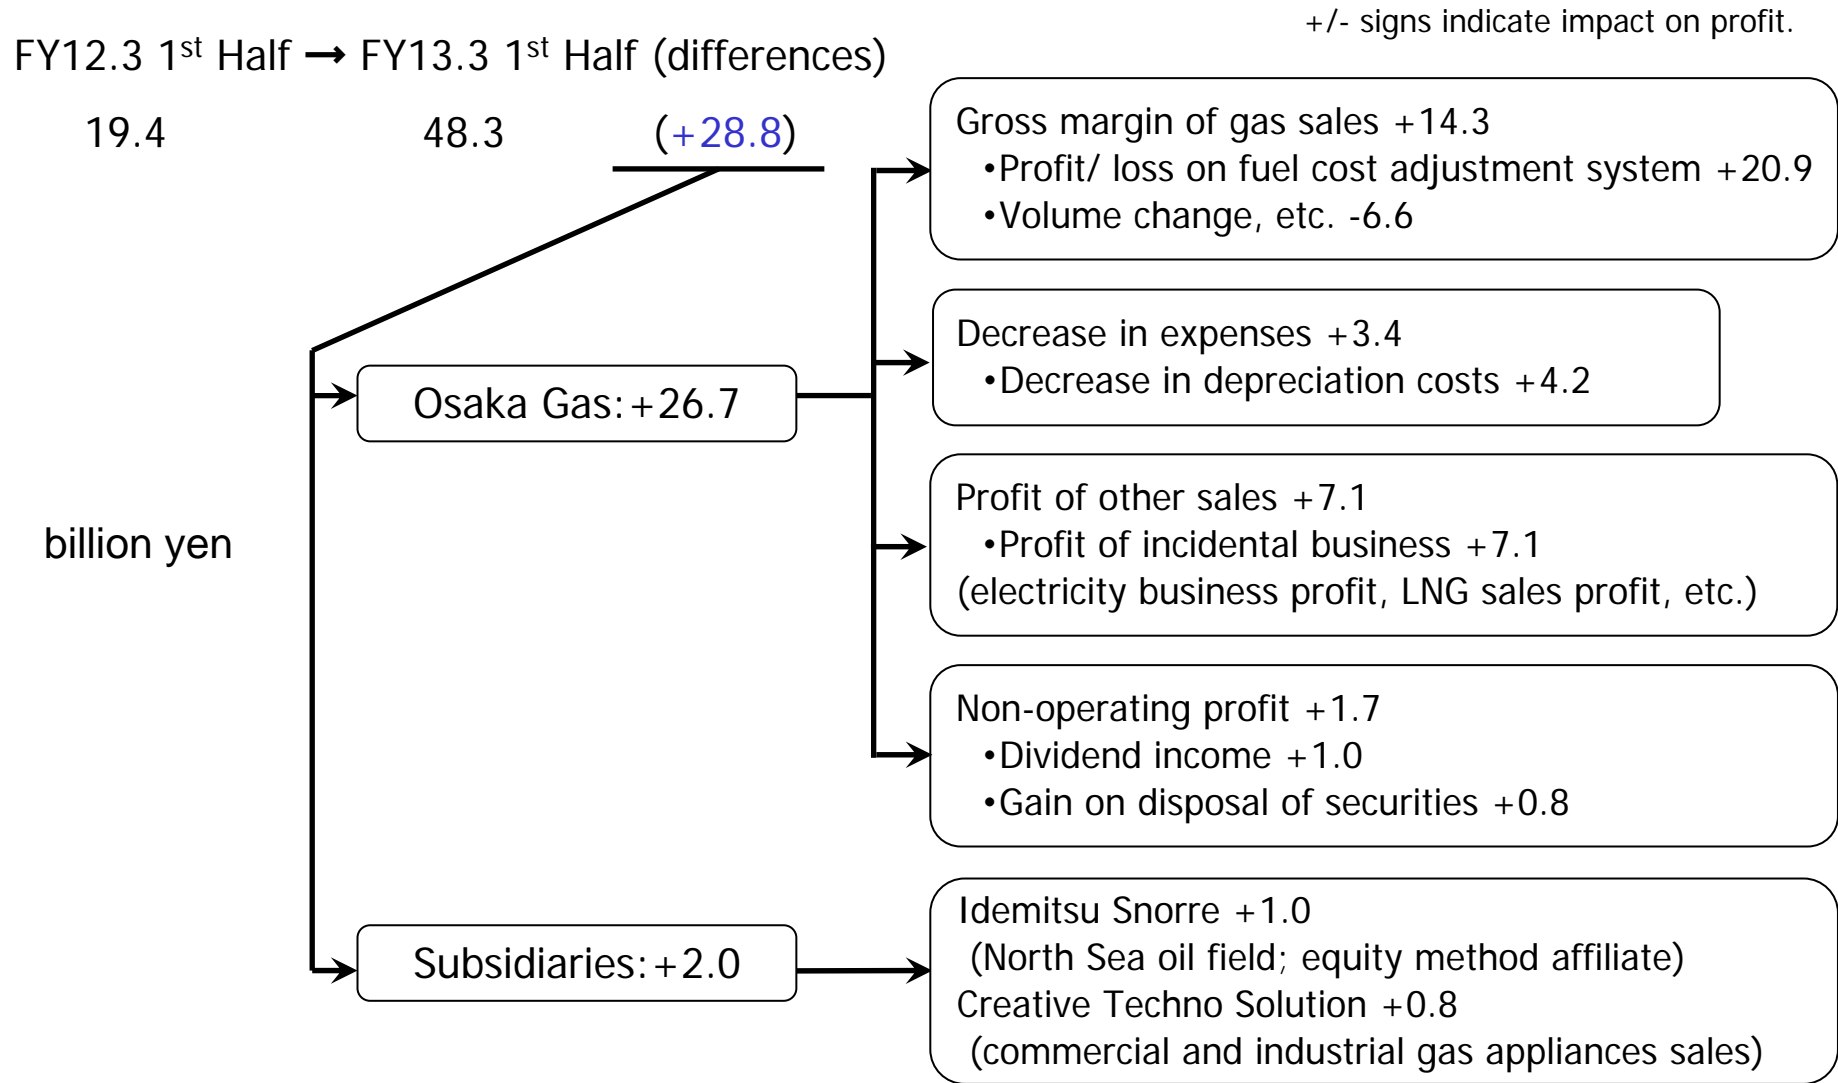 +/- signs indicate impact on profit.
FY12.3 1st Half → FY13.3 1st Half (differences)
19.4 48.3 (+28.8)
Gross margin of gas sales +14.3
•Profit/ loss on fuel cost adjustment system +20.9
•Volume change, etc. -6.6
Decrease in expenses +3.4
•Decrease in depreciation costs +4.2
Osaka Gas:+26.7
Profit of other sales +7.1
•Profit of incidental business +7.1
(electricity business profit, LNG sales profit, etc.)
billion yen
Non-operating profit +1.7
•Dividend income +1.0
•Gain on disposal of securities +0.8
Subsidiaries:+2.0
Idemitsu Snorre +1.0
(North Sea oil field; equity method affiliate)
Creative Techno Solution +0.8
(commercial and industrial gas appliances sales)